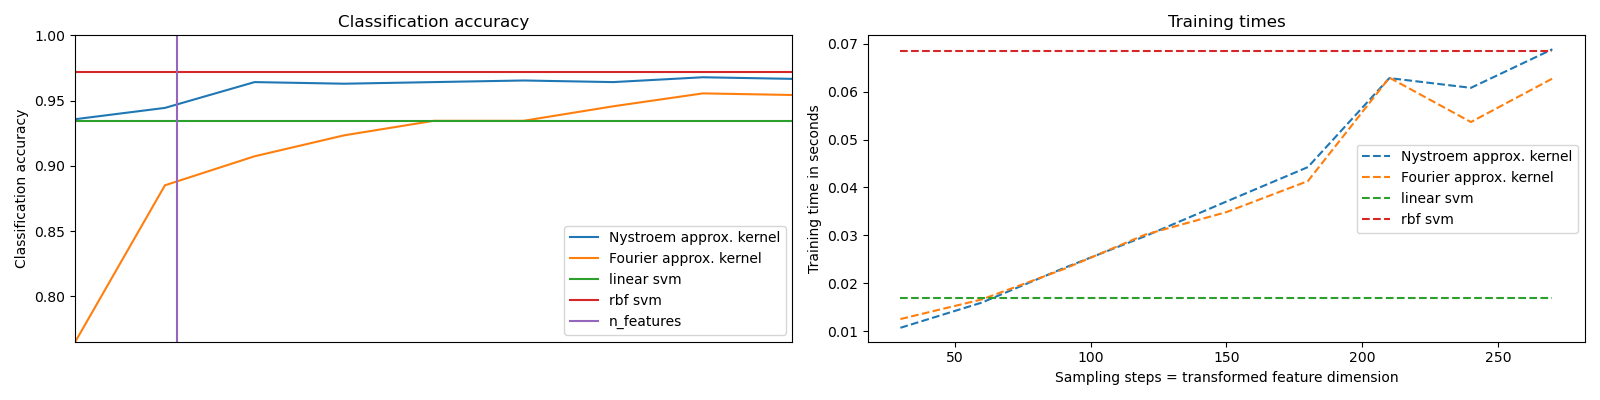 Classification accuracy
Classification accuracy
1.00
0.95
0.90
0.85
0.80
Nystroem approx. kernel
Fourier approx. kernel
linear svm
rbf svm
n_features
Training times
Training time in seconds
0.07
0.06
0.05
0.04
0.03
0.02
0.01
Nystroem approx. kernel
Fourier approx. kernel
linear svm
rbf svm
50 100 150 200 250
Sampling steps = transformed feature dimension